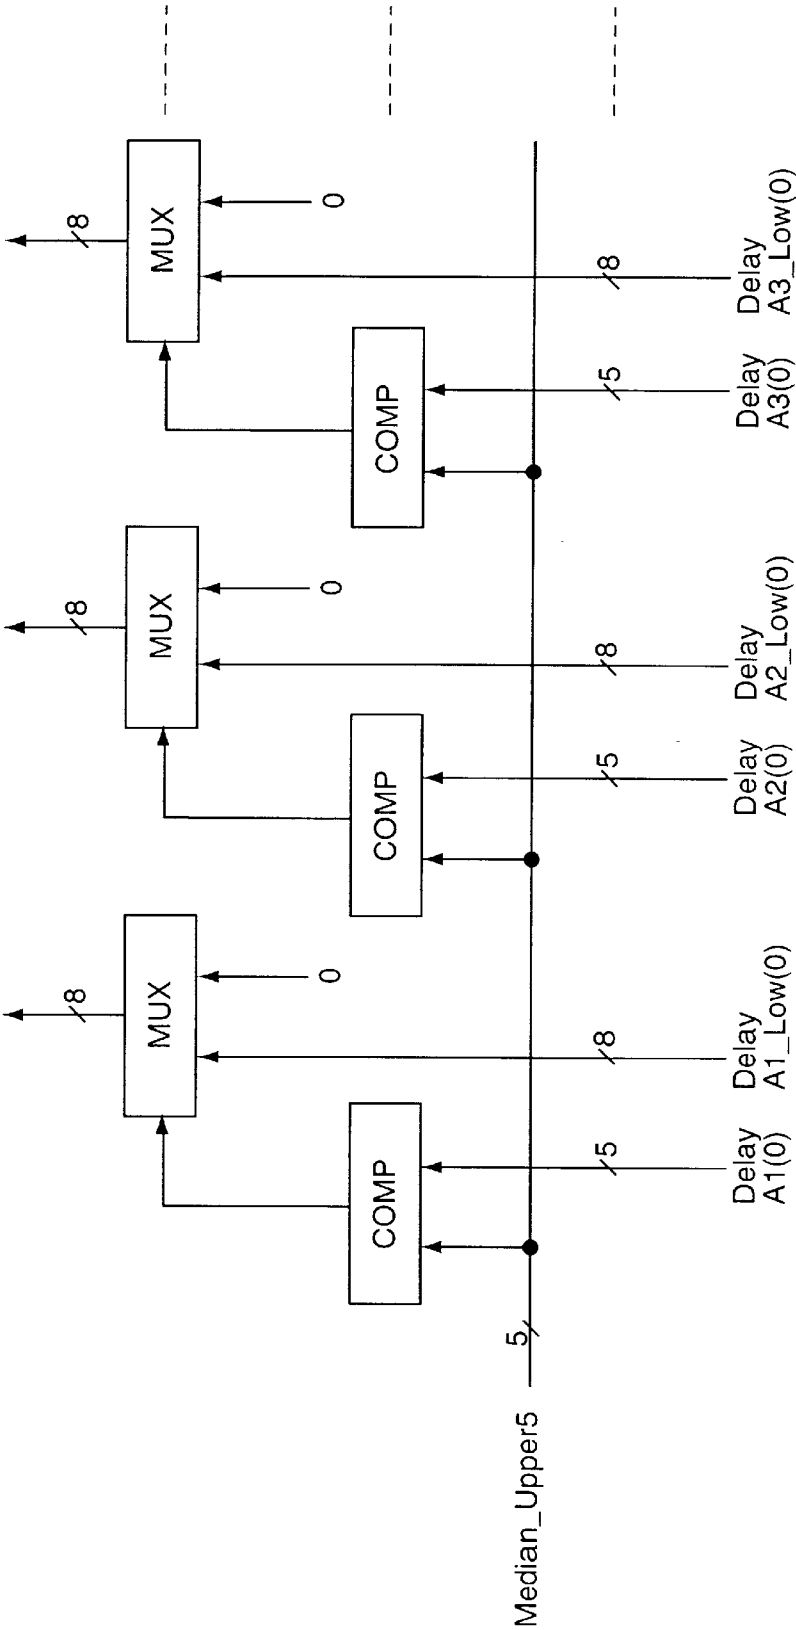 8
8
8
MUX
MUX
MUX
0
0
0
COMP
COMP
COMP
Median_Upper5
5
5
8
5
8
5
8
Delay
A1(0)
Delay
A1_Low(0)
Delay
A2(0)
Delay
A2_Low(0)
Delay
A3(0)
Delay
A3_Low(0)